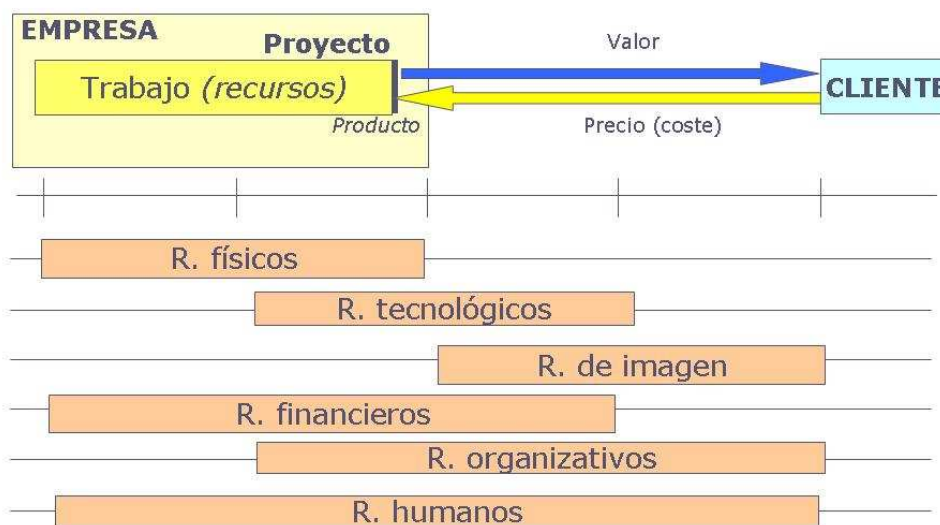 EMPRESA
Proyecto
Valor
Trabajo (recursos)
CLIENTE
Producto
Precio (coste)
R. físicos
R. tecnológicos
R. de imagen
R. financieros
R. organizativos
R. humanos